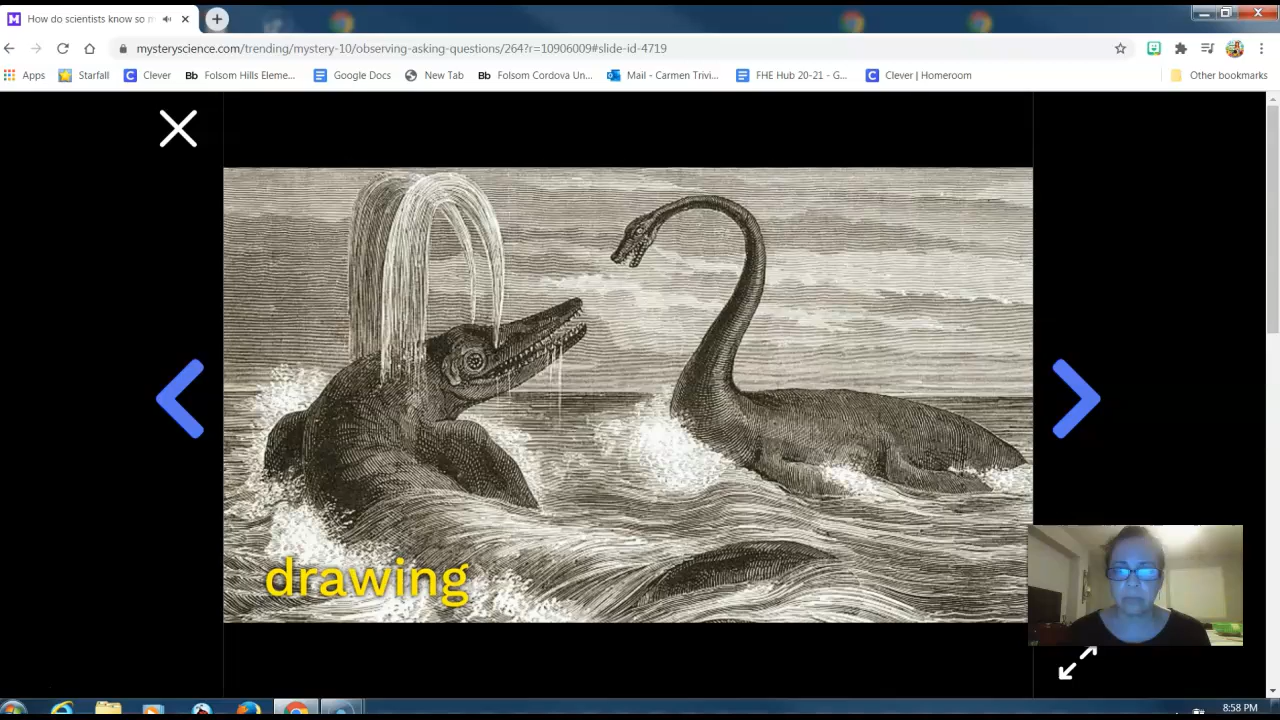 How do scientists know so m
mysteryscience.com/trending/mystery-10/observing-asking-questions/264?r=10906009#slide-id-4719
Apps
Starfall
Clever
Bb Folsom Hills Eleme...
Google Docs
New Tab
Bb Folsom Cordova Un...
Mail - Carmen Trivi...
FHE Hub 20-21 - G...
Clever | Homeroom
Other bookmarks
drawing
8:58 PM